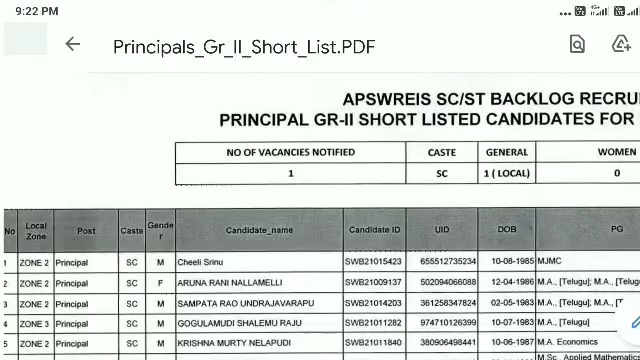 9:22 PM
Principals_Gr_II_Short_List.PDF
APSWREIS SC/ST BACKLOG RECRU
PRINCIPAL GR-II SHORT LISTED CANDIDATES FOR
NO OF VACANCIES NOTIFIED CASTE GENERAL WOMEN
1 SC 1 ( LOCAL) 0
No Local Zone Post Caste Gender Candidate_name Candidate ID UID DOB PG
1 ZONE 2 Principal SC M Cheeli Srinu SWB21015423 655512735234 10-08-1985 MJMC
2 ZONE 2 Principal SC F ARUNA RANI NALLAMELLI SWB21009137 502094066088 12-04-1986 M.A., [Telugu]; M.A., [Telug
3 ZONE 2 Principal SC M SAMPATA RAO UNDRAJAVARAPU SWB21014203 361258347824 02-05-1983 M.A., [Telugu]; M.A., [T
4 ZONE 3 Principal SC M GOGULAMUDI SHALEMU RAJU SWB21011282 974710126399 10-07-1983 M.A., [Telugu]
5 ZONE 2 Principal SC M KRISHNA MURTY NELAPUDI SWB21011840 380906498441 10-06-1987 M.A. Economics
M.Sc., Applied Mathematic